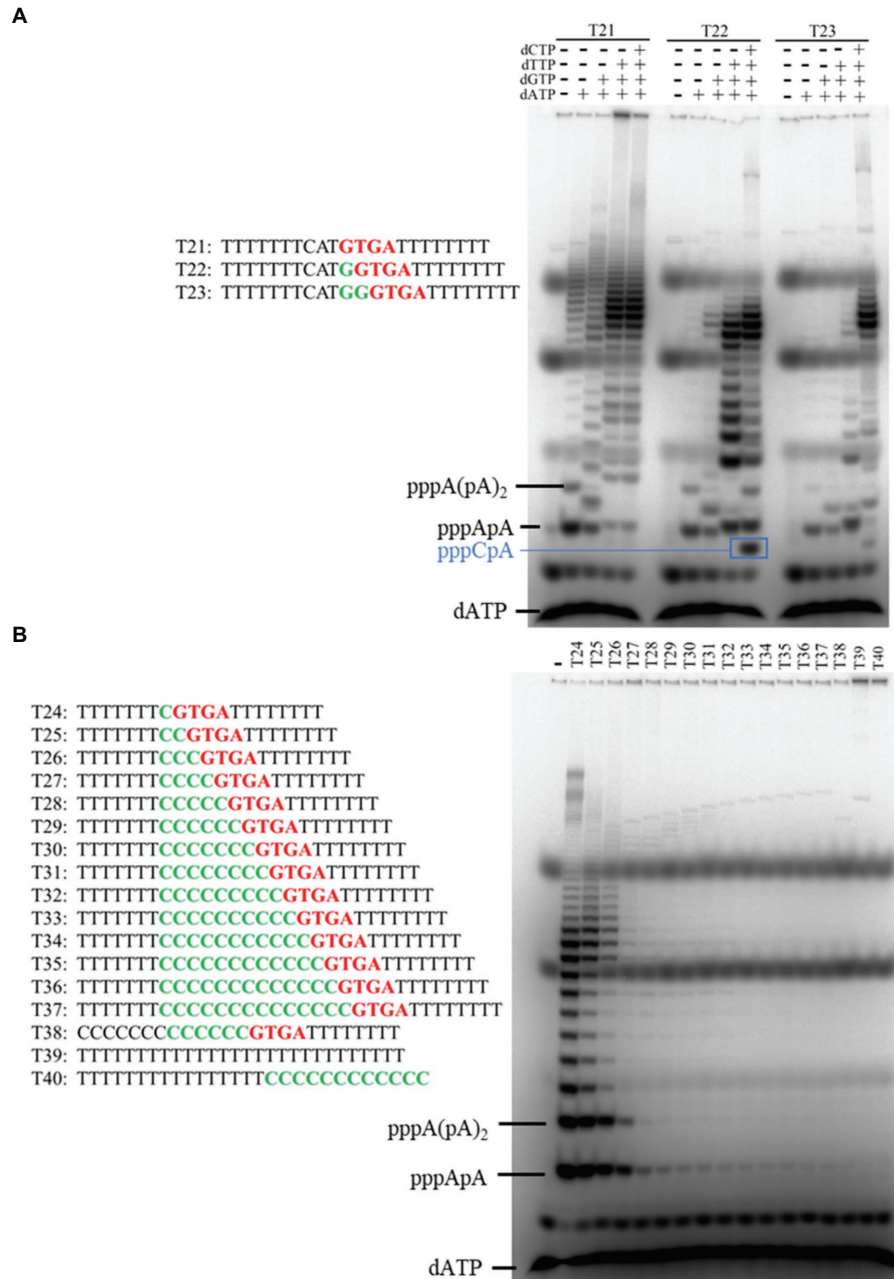 A
T21 T22 T23
dCTP - - - - + - - - - + - - - - +
dTTP - - - + + - - - + + - - - + +
dGTP - - + + + - - + + + - - + + +
dATP - + + + + - + + + + - + + + +
T21: TTTTTTTCATGTGATTTTTTTT
T22: TTTTTTTCATGGTGATTTTTTTT
T23: TTTTTTTCATGGGTGATTTTTTTT
pppA(pA)₂
pppApA
pppCpA
dATP
B
- T24 T25 T26 T27 T28 T29 T30 T31 T32 T33 T34 T35 T36 T37 T38 T39 T40
T24: TTTTTTTCGTGATTTTTTTT
T25: TTTTTTTCCGTGATTTTTTTT
T26: TTTTTTTCCCGTGATTTTTTTT
T27: TTTTTTTCCCCGTGATTTTTTTT
T28: TTTTTTTCCCCCGTGATTTTTTTT
T29: TTTTTTTCCCCCCGTGATTTTTTTT
T30: TTTTTTTCCCCCCCGTGATTTTTTTT
T31: TTTTTTTCCCCCCCCGTGATTTTTTTT
T32: TTTTTTTCCCCCCCCCGTGATTTTTTTT
T33: TTTTTTTCCCCCCCCCCGTGATTTTTTTT
T34: TTTTTTTCCCCCCCCCCCGTGATTTTTTTT
T35: TTTTTTTCCCCCCCCCCCCGTGATTTTTTTT
T36: TTTTTTTCCCCCCCCCCCCCGTGATTTTTTTT
T37: TTTTTTTCCCCCCCCCCCCCCGTGATTTTTTTT
T38: CCCCCCCCCCCCCGTGATTTTTTTT
T39: TTTTTTTTTTTTTTTTTTTTTTTTTTTT
T40: TTTTTTTTTTTTTTTTCCCCCCCCCCCC
pppA(pA)₂
pppApA
dATP